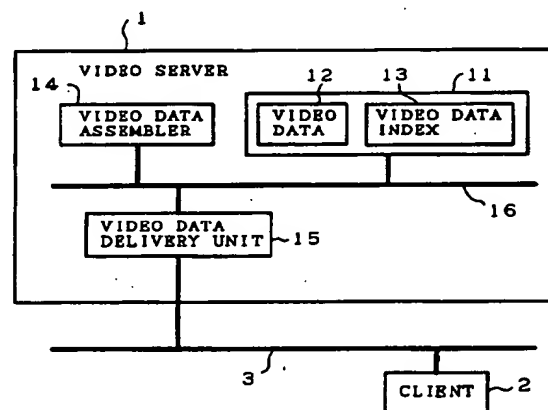 1
VIDEO SERVER
14
VIDEO DATA
ASSEMBLER
12
13
11
VIDEO
DATA
VIDEO DATA
INDEX
16
VIDEO DATA
DELIVERY UNIT
15
3
CLIENT
2